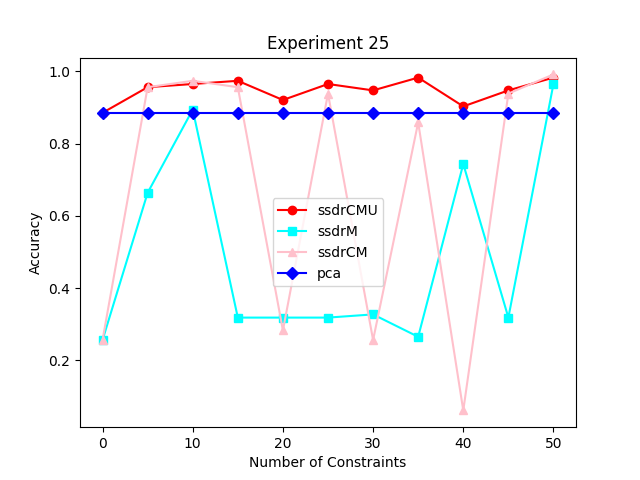 Experiment 25
Accuracy
1.0
0.8
0.6
0.4
0.2
ssdrCMU
ssdrM
ssdrCM
pca
0 10 20 30 40 50
Number of Constraints